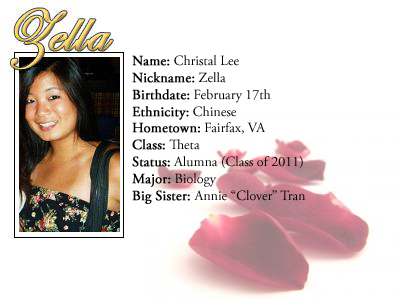 Zella
Name: Christal Lee
Nickname: Zella
Birthdate: February 17th
Ethnicity: Chinese
Hometown: Fairfax, VA
Class: Theta
Status: Alumna (Class of 2011)
Major: Biology
Big Sister: Annie “Clover” Tran